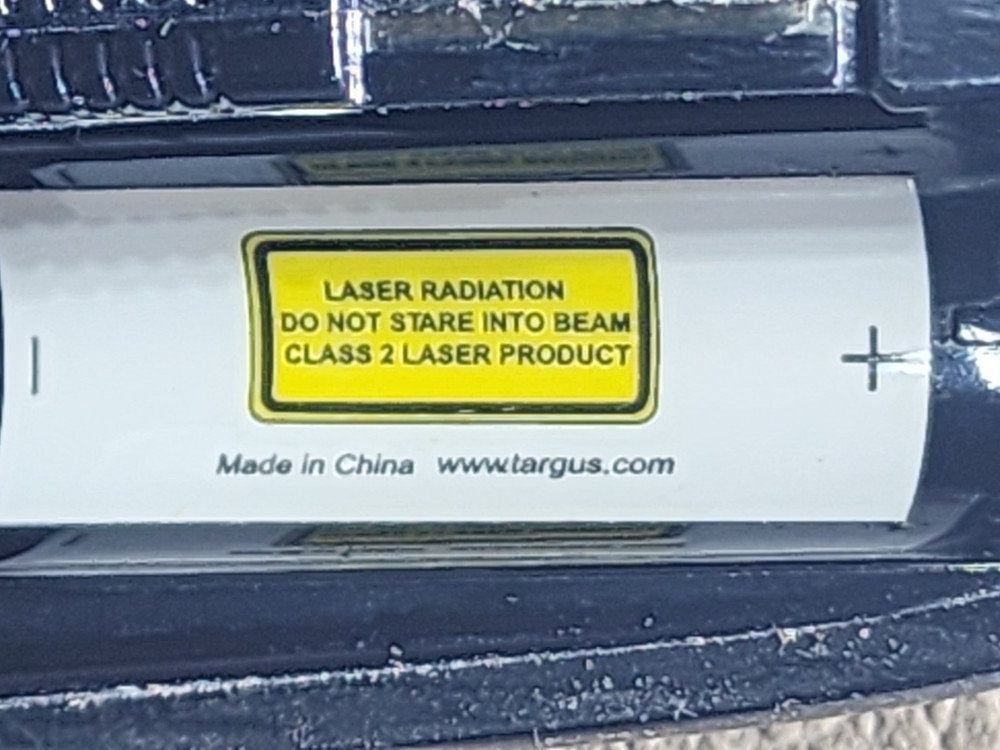 LASER RADIATION
DO NOT STARE INTO BEAM
CLASS 2 LASER PRODUCT
— +
Made in China www.targus.com